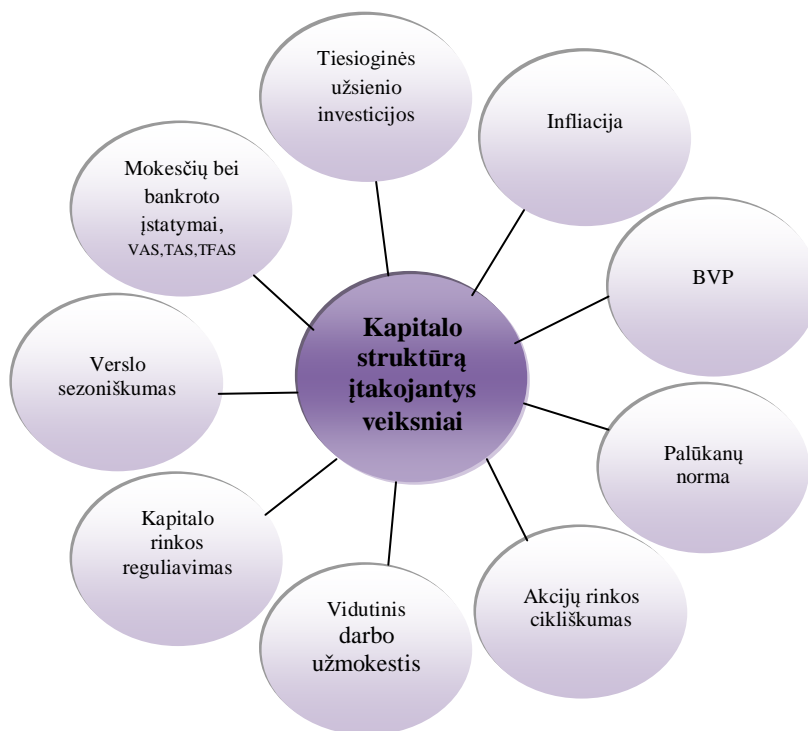 Tiesioginės
užsienio
investicijos
Infliacija
BVP
Palūkanų
norma
Akcijų rinkos
cikliškumas
Vidutinis
darbo
užmokestis
Kapitalo
rinkos
reguliavimas
Verslo
sezoniškumas
Mokesčių bei
bankroto
įstatymai,
VAS,TAS,TFAS
Kapitalo
struktūrą
įtakojantys
veiksniai